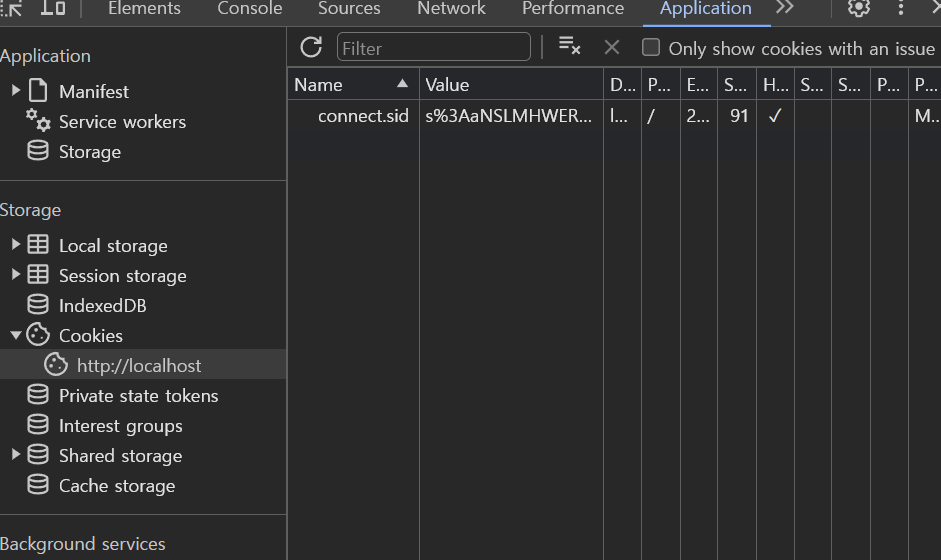 Elements Console Sources Network Performance Application
Application
Manifest
Service workers
Storage
Storage
Local storage
Session storage
IndexedDB
Cookies
http://localhost
Private state tokens
Interest groups
Shared storage
Cache storage
Background services
Filter Only show cookies with an issue
Name Value D... P... E... S... H... S... S... P... P...
connect.sid s%3AaNSLMHWER... l... / 2... 91 ✓ M...